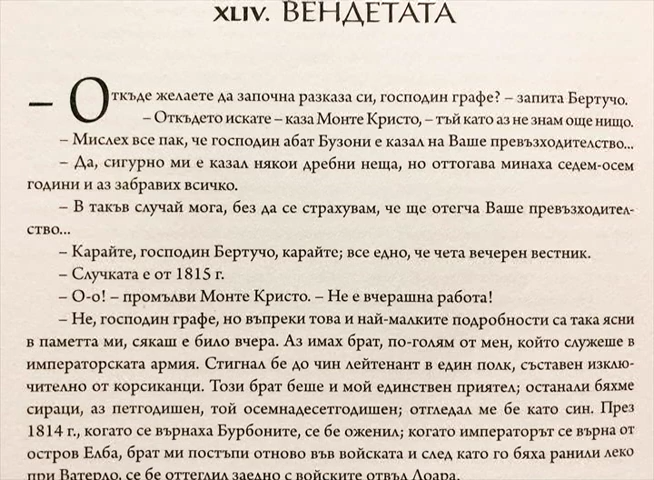 XLIV. ВЕНДЕТАТА
– Откъде желаете да започна разказа си, господин графе? – запита Бертучо.
– Откъдето искате – каза Монте Кристо, – тъй като аз не знам още нищо.
– Мислех все пак, че господин абат Бузони е казал на Ваше превъзходителство...
– Да, сигурно ми е казал някои дребни неща, но оттогава минаха седем-осем
години и аз забравих всичко.
– В такъв случай мога, без да се страхувам, че ще отегча Ваше превъзходител-
ство...
– Карайте, господин Бертучо, карайте; все едно, че чета вечерен вестник.
– Случката е от 1815 г.
– О-о! – промълви Монте Кристо. – Не е вчерашна работа!
– Не, господин графе, но въпреки това и най-малките подробности са така ясни
в паметта ми, сякаш е било вчера. Аз имах брат, по-голям от мен, който служеше в
императорската армия. Стигнал бе до чин лейтенант в един полк, съставен изклю-
чително от корсиканци. Този брат беше и мой единствен приятел; останали бяхме
сираци, аз петгодишен, той осемнадесетгодишен; отгледал ме бе като син. През
1814 г., когато се върнаха Бурбоните, се бе оженил; когато императорът се върна от
остров Елба, брат ми постъпи отново във войската и след като го бяха ранили леко
при Ватерло, се бе оттеглил заедно с войските отвъд Лоара.